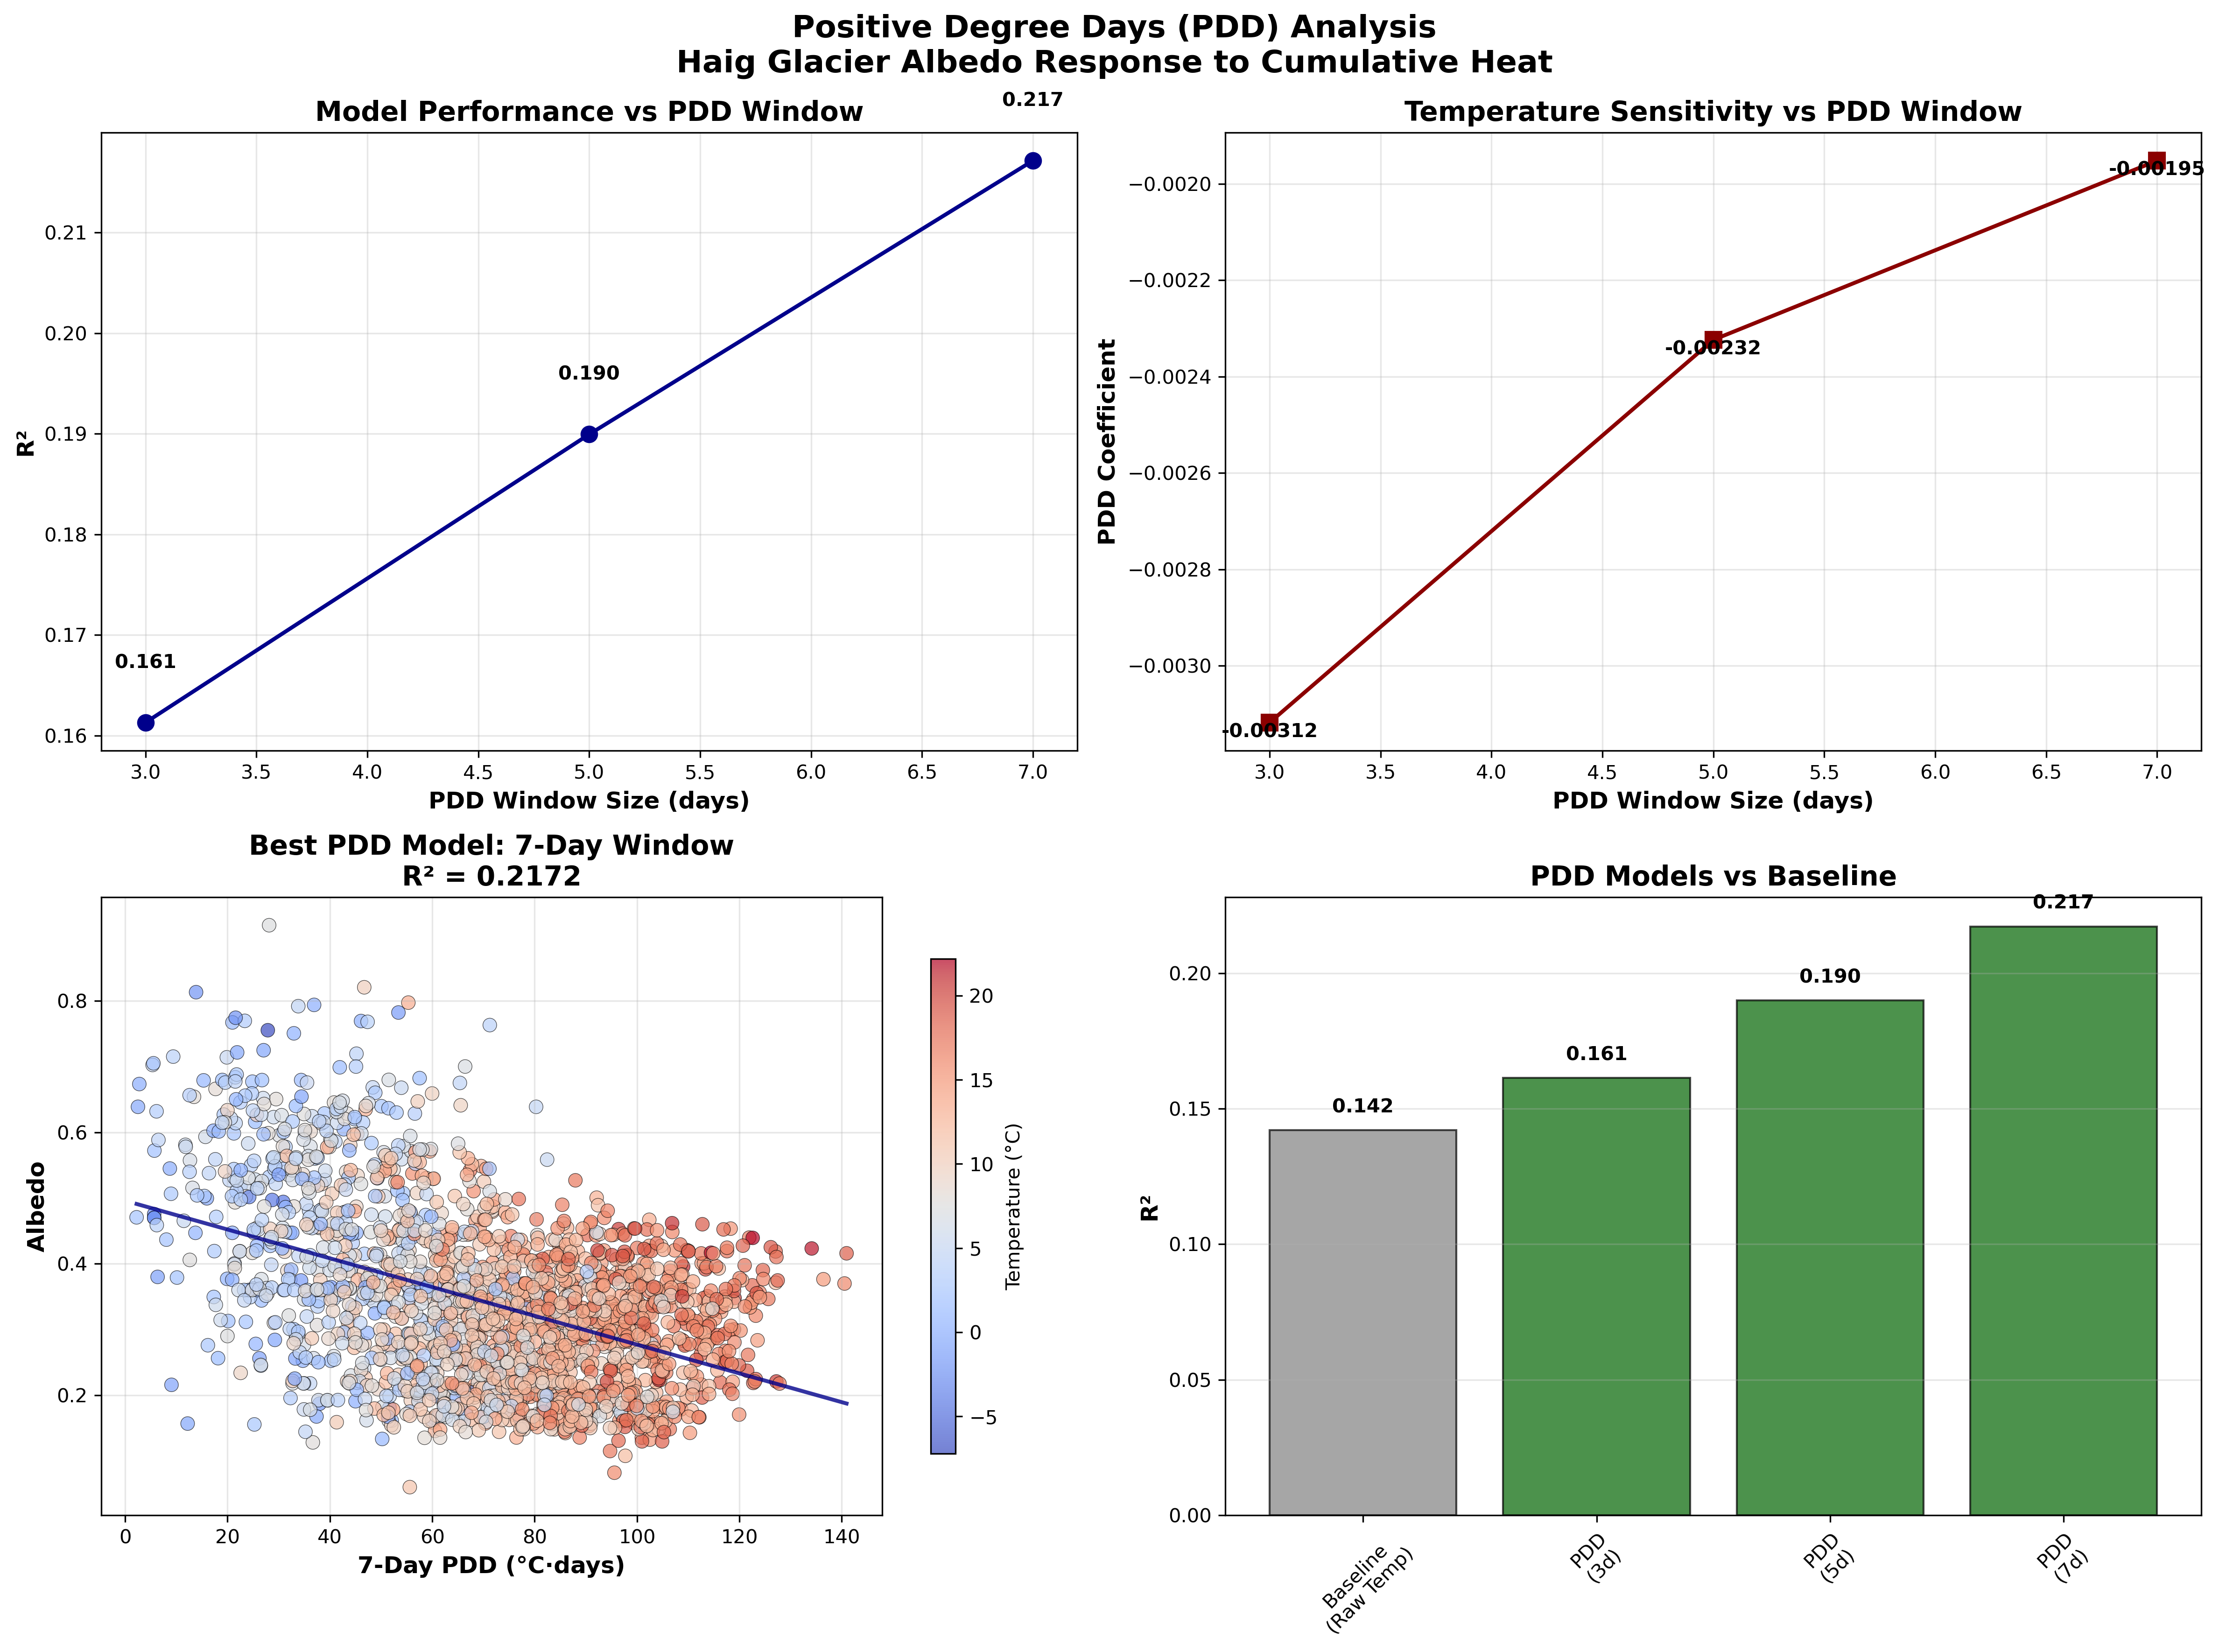 Positive Degree Days (PDD) Analysis
Haig Glacier Albedo Response to Cumulative Heat
Model Performance vs PDD Window
0.217
0.190
0.161
R²
0.21
0.20
0.19
0.18
0.17
0.16
3.0 3.5 4.0 4.5 5.0 5.5 6.0 6.5 7.0
PDD Window Size (days)
Temperature Sensitivity vs PDD Window
-0.00195
-0.00232
-0.00312
PDD Coefficient
−0.0020
−0.0022
−0.0024
−0.0026
−0.0028
−0.0030
3.0 3.5 4.0 4.5 5.0 5.5 6.0 6.5 7.0
PDD Window Size (days)
Best PDD Model: 7-Day Window
R² = 0.2172
Albedo
0.8
0.6
0.4
0.2
0 20 40 60 80 100 120 140
7-Day PDD (°C·days)
20
15
10
5
0
−5
Temperature (°C)
PDD Models vs Baseline
0.217
0.190
0.161
0.142
R²
0.20
0.15
0.10
0.05
0.00
Baseline
(Raw Temp)
PDD
(3d)
PDD
(5d)
PDD
(7d)